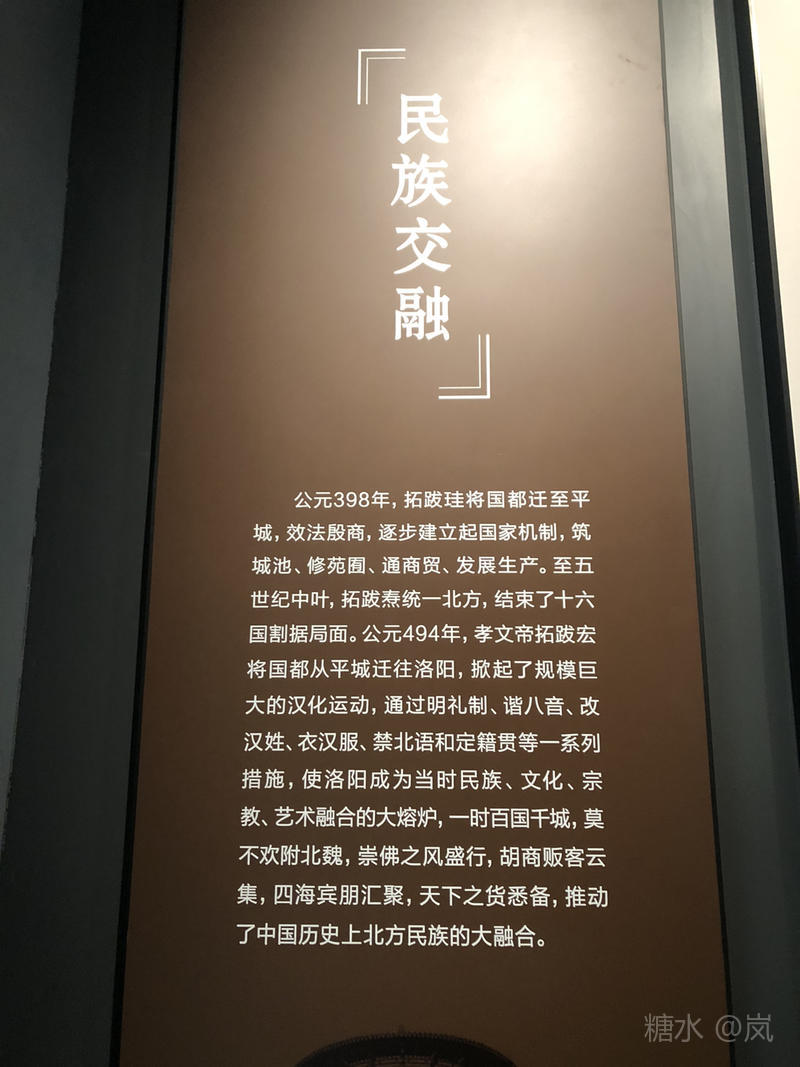 民族交融
公元398年，拓跋珪将国都迁至平
城，效法殷商，逐步建立起国家机制，筑
城池、修苑囿、通商贸、发展生产。至五
世纪中叶，拓跋焘统一北方，结束了十六
国割据局面。公元494年，孝文帝拓跋宏
将国都从平城迁往洛阳，掀起了规模巨
大的汉化运动，通过明礼制、谐八音、改
汉姓、衣汉服、禁北语和定籍贯等一系列
措施，使洛阳成为当时民族、文化、宗
教、艺术融合的大熔炉，一时百国千城，莫
不欢附北魏，崇佛之风盛行，胡商贩客云
集，四海宾朋汇聚，天下之货悉备，推动
了中国历史上北方民族的大融合。
糖水 @岚